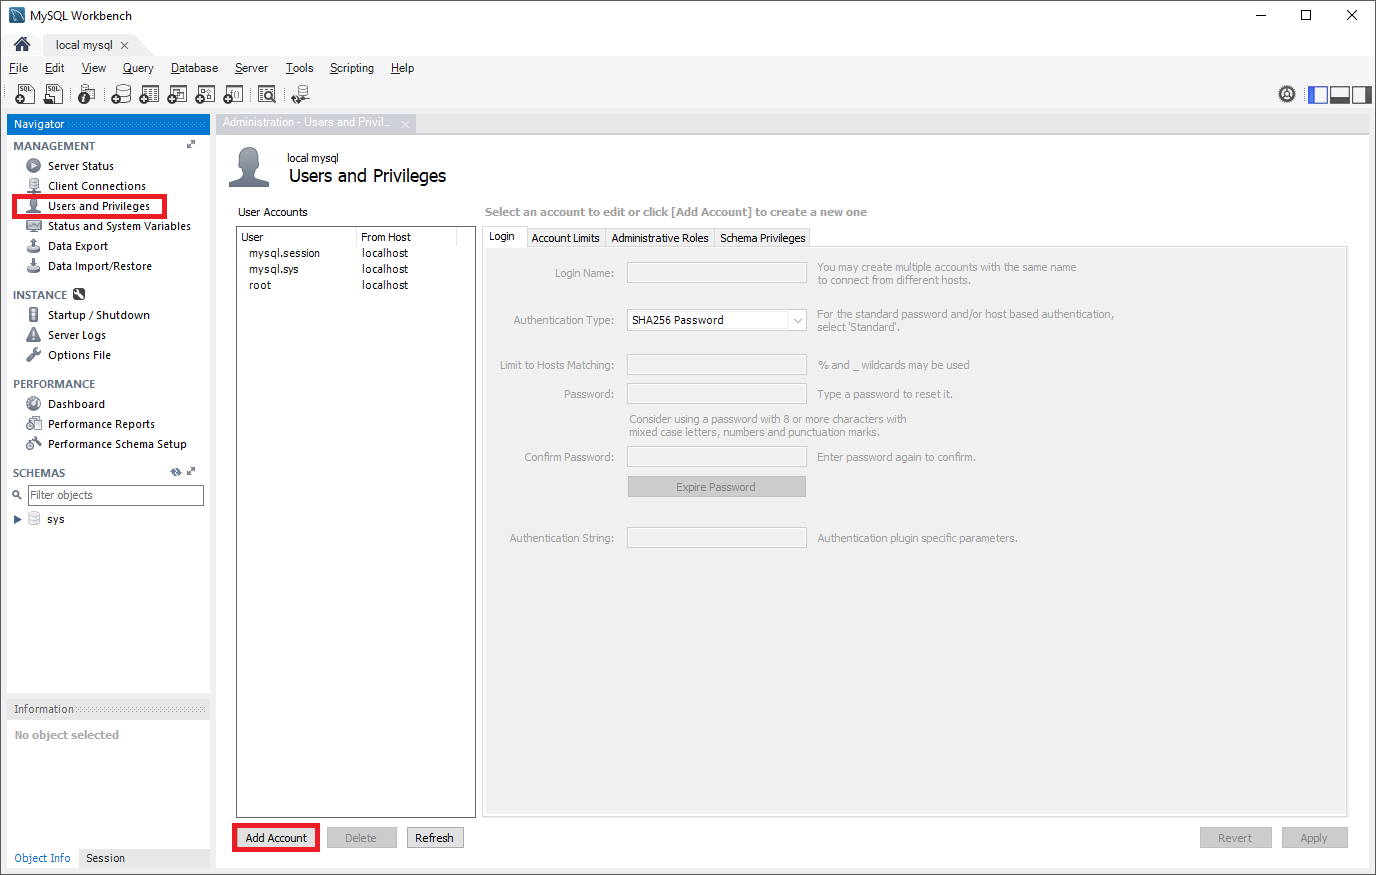 MySQL Workbench
local mysql
File Edit View Query Database Server Tools Scripting Help
SQL SQL
Navigator
MANAGEMENT
Server Status
Client Connections
Users and Privileges
Status and System Variables
Data Export
Data Import/Restore
INSTANCE
Startup / Shutdown
Server Logs
Options File
PERFORMANCE
Dashboard
Performance Reports
Performance Schema Setup
SCHEMAS
Filter objects
sys
Information
No object selected
Object Info Session
Administration - Users and Privil...
local mysql
Users and Privileges
User Accounts
User From Host
mysql.session localhost
mysql.sys localhost
root localhost
Add Account Delete Refresh
Select an account to edit or click [Add Account] to create a new one
Login Account Limits Administrative Roles Schema Privileges
Login Name: You may create multiple accounts with the same name
to connect from different hosts.
Authentication Type: SHA256 Password For the standard password and/or host based authentication,
select 'Standard'.
Limit to Hosts Matching: % and _ wildcards may be used
Password: Type a password to reset it.
Consider using a password with 8 or more characters with
mixed case letters, numbers and punctuation marks.
Confirm Password: Enter password again to confirm.
Expire Password
Authentication String: Authentication plugin specific parameters.
Revert Apply